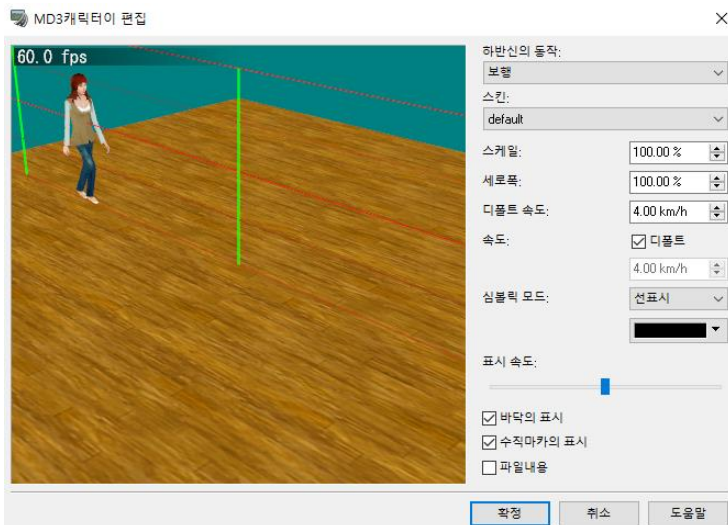 MD3캐릭터이 편집
60.0 fps
하반신의 동작:
보행
스킨:
default
스케일:
100.00 %
세로폭:
100.00 %
디폴트 속도:
4.00 km/h
속도:
디폴트
4.00 km/h
심볼릭 모드:
선표시
표시 속도:
바닥의 표시
수직마카의 표시
파일내용
확정
취소
도움말